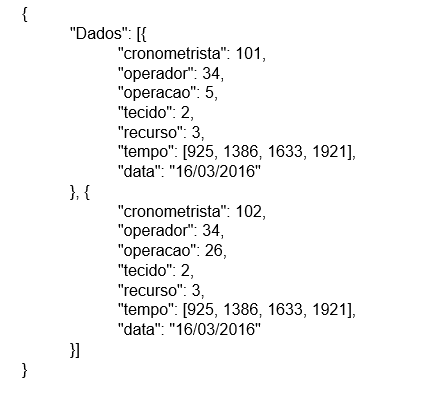 {
"Dados": [{
"cronometrista": 101,
"operador": 34,
"operacao": 5,
"tecido": 2,
"recurso": 3,
"tempo": [925, 1386, 1633, 1921],
"data": "16/03/2016"
}, {
"cronometrista": 102,
"operador": 34,
"operacao": 26,
"tecido": 2,
"recurso": 3,
"tempo": [925, 1386, 1633, 1921],
"data": "16/03/2016"
}]
}